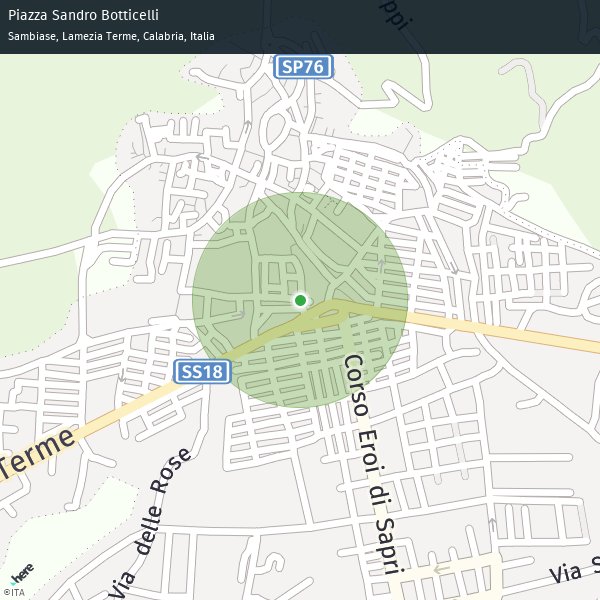 Piazza Sandro Botticelli
Sambiase, Lamezia Terme, Calabria, Italia
ppi
SP76
SS18
Corso Eroi di Sapri
Terme
Via delle Rose
Via S
here
©ITA